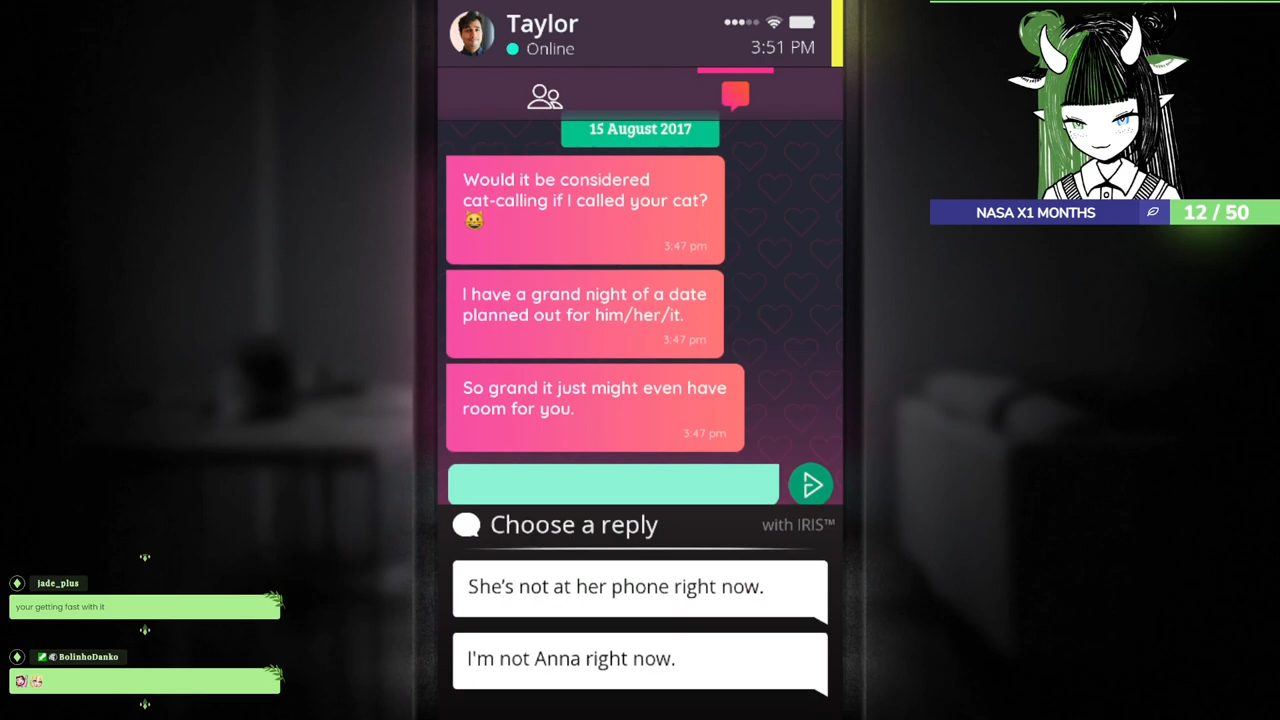 Taylor
Online
3:51 PM
15 August 2017
Would it be considered
cat-calling if I called your cat?
😺
3:47 pm
I have a grand night of a date
planned out for him/her/it.
3:47 pm
So grand it just might even have
room for you.
3:47 pm
Choose a reply
with IRIS™
She's not at her phone right now.
I'm not Anna right now.
NASA X1 MONTHS
12 / 50
jade_plus
your getting fast with it
BolinhoDanko